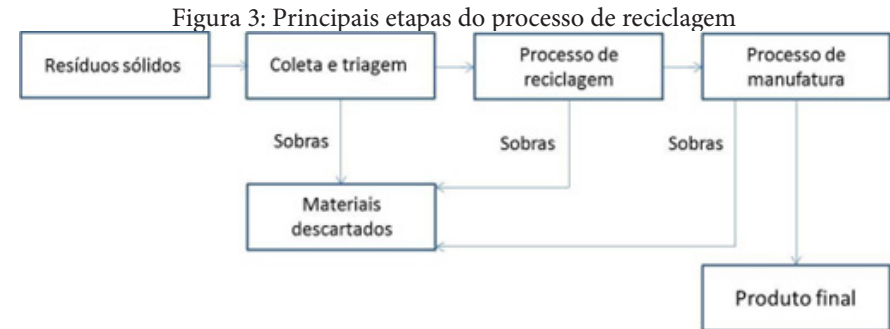 Figura 3: Principais etapas do processo de reciclagem
Resíduos sólidos
Coleta e triagem
Processo de
reciclagem
Processo de
manufatura
Sobras
Sobras
Sobras
Materiais
descartados
Produto final